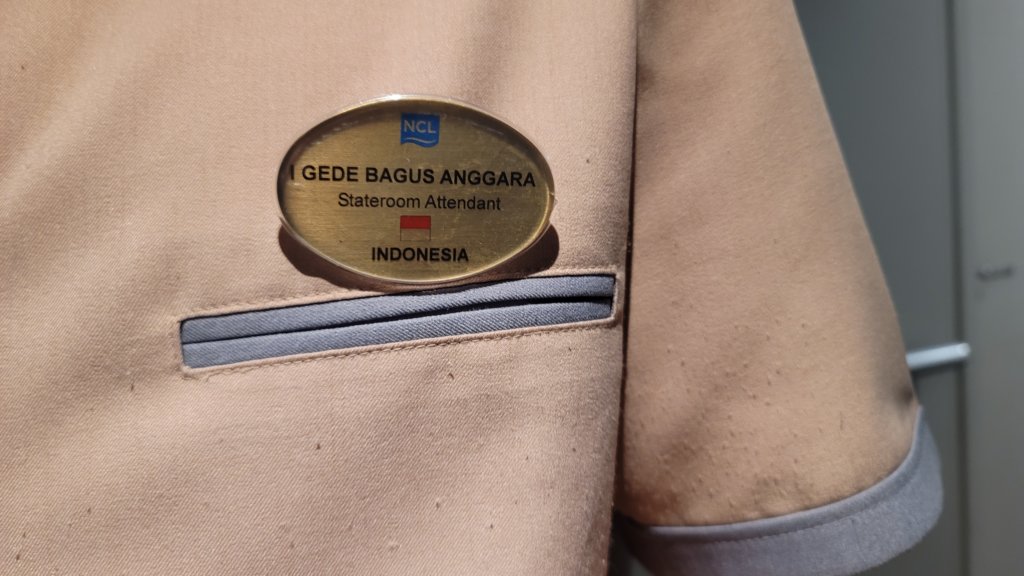 NCL
I GEDE BAGUS ANGGARA
Stateroom Attendant
INDONESIA